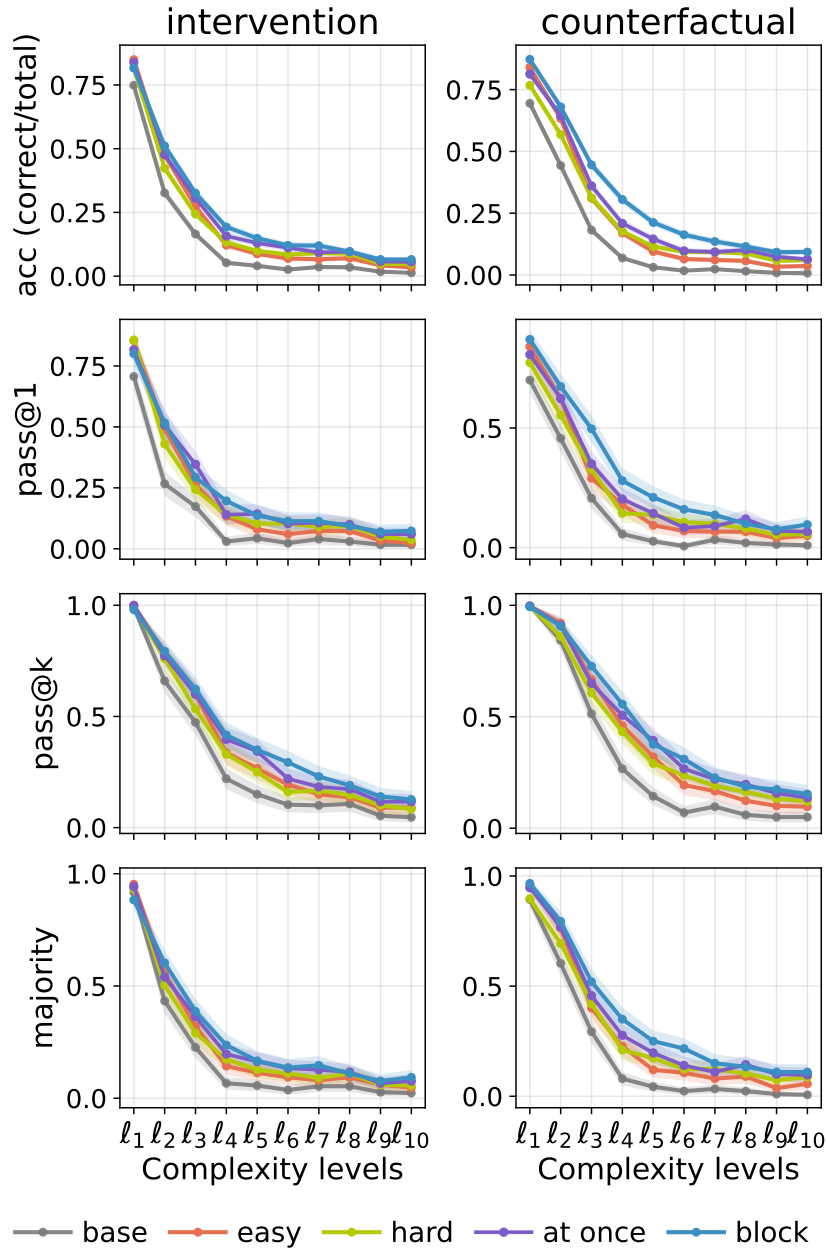 intervention
counterfactual
acc (correct/total)
0.75
0.50
0.25
0.00
0.75
0.50
0.25
0.00
pass@1
0.75
0.50
0.25
0.00
0.5
0.0
pass@k
1.0
0.5
0.0
1.0
0.5
0.0
majority
1.0
0.5
0.0
1.0
0.5
0.0
ℓ1 ℓ2 ℓ3 ℓ4 ℓ5 ℓ6 ℓ7 ℓ8 ℓ9 ℓ10
ℓ1 ℓ2 ℓ3 ℓ4 ℓ5 ℓ6 ℓ7 ℓ8 ℓ9 ℓ10
Complexity levels
Complexity levels
base easy hard at once block